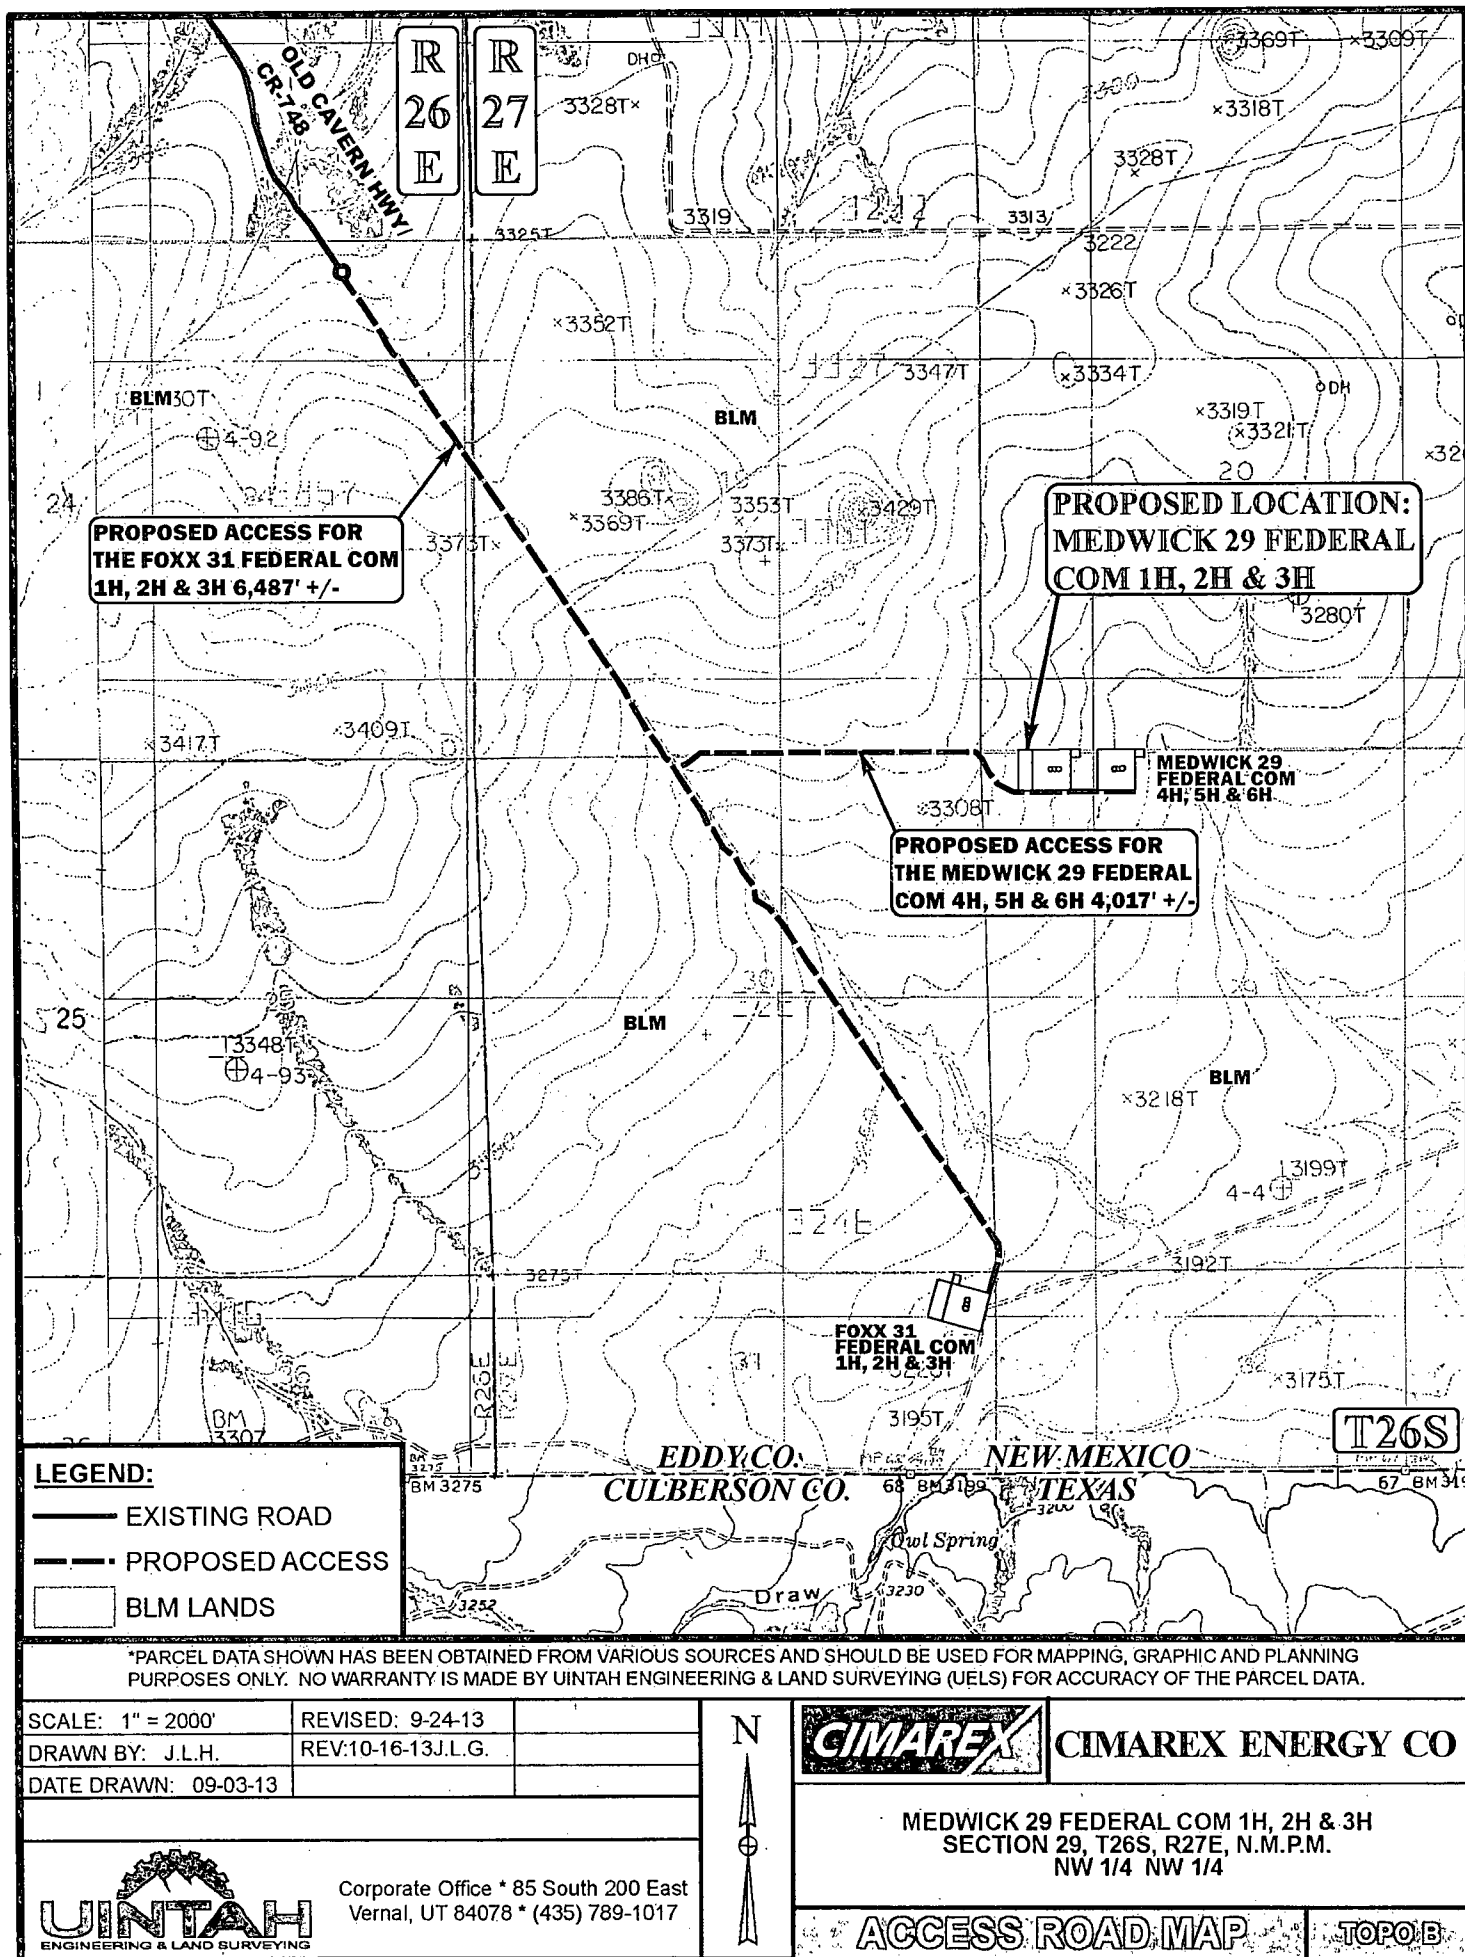 OLD CAVERN HWY/
CR-748
R
26
E
R
27
E
DH
3328T
3369T
3309T
3318T
3328T
3300
3319
3313
3325T
3222
3326T
3352T
3347T
3334T
DH
3319T
3321T
BLM
30T
4-92
BLM
20
24
3386T
3369T
3353T
3373T
3429T
3373T
PROPOSED ACCESS FOR
THE FOXX 31 FEDERAL COM
1H, 2H & 3H 6,487' +/-
PROPOSED LOCATION:
MEDWICK 29 FEDERAL
COM 1H, 2H & 3H
3280T
3417T
3409T
MEDWICK 29
FEDERAL COM
4H, 5H & 6H
3308T
PROPOSED ACCESS FOR
THE MEDWICK 29 FEDERAL
COM 4H, 5H & 6H 4,017' +/-
30
25
BLM
3348T
4-93
BLM
3218T
3199T
4-4
3275T
3192T
FOXX 31
FEDERAL COM
1H, 2H & 3H
31
R26E
R27E
3175T
3195T
BM
3307
T26S
EDDY CO.
NEW MEXICO
CULBERSON CO.
TEXAS
BM 3275
68
BM 3199
67
3200
Owl Spring
Draw
3230
3252
LEGEND:
EXISTING ROAD
PROPOSED ACCESS
BLM LANDS
*PARCEL DATA SHOWN HAS BEEN OBTAINED FROM VARIOUS SOURCES AND SHOULD BE USED FOR MAPPING, GRAPHIC AND PLANNING
PURPOSES ONLY. NO WARRANTY IS MADE BY UINTAH ENGINEERING & LAND SURVEYING (UELS) FOR ACCURACY OF THE PARCEL DATA.
SCALE: 1" = 2000'
REVISED: 9-24-13
DRAWN BY: J.L.H.
REV:10-16-13J.L.G.
DATE DRAWN: 09-03-13
N
CIMAREX
CIMAREX ENERGY CO
MEDWICK 29 FEDERAL COM 1H, 2H & 3H
SECTION 29, T26S, R27E, N.M.P.M.
NW 1/4 NW 1/4
UINTAH
ENGINEERING & LAND SURVEYING
Corporate Office * 85 South 200 East
Vernal, UT 84078 * (435) 789-1017
ACCESS ROAD MAP
TOPO B